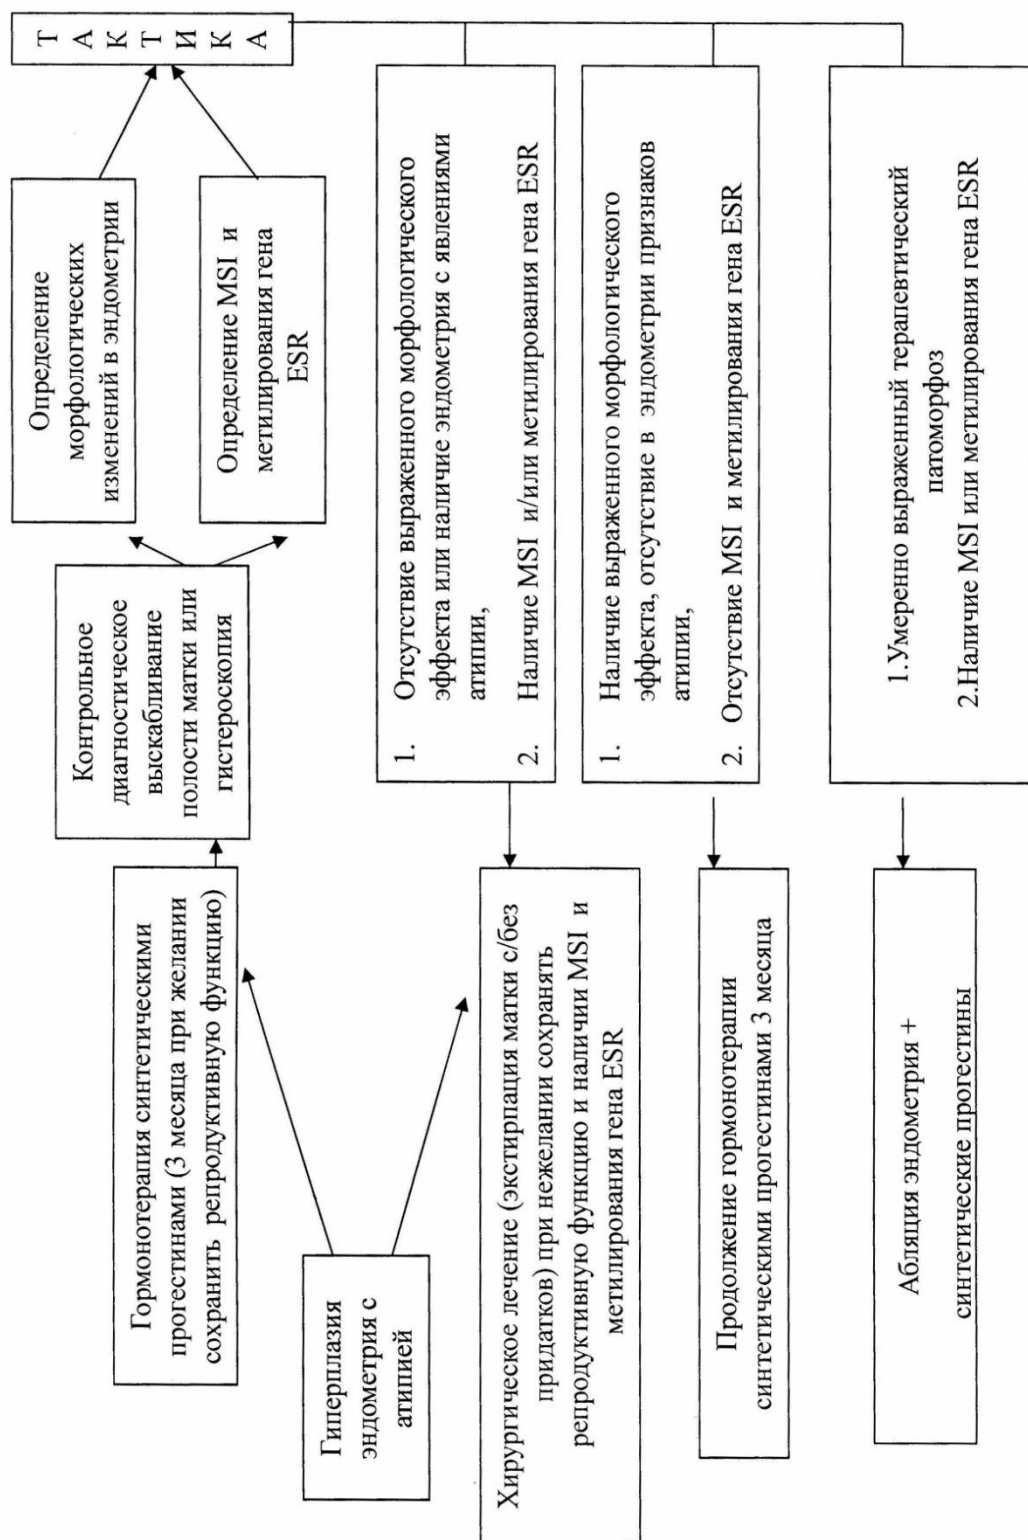 Гиперплазия
эндометрия с
атипией
Гормонотерапия синтетическими
прогестинами (3 месяца при желании
сохранить репродуктивную функцию)
Контрольное
диагностическое
выскабливание
полости матки или
гистероскопия
Определение
морфологических
изменений в эндометрии
Определение MSI и
метилирования гена
ESR
Т
А
К
Т
И
К
А
Хирургическое лечение (экстирпация матки с/без
придатков) при нежелании сохранять
репродуктивную функцию и наличии MSI и
метилирования гена ESR
1. Отсутствие выраженного морфологического
эффекта или наличие эндометрия с явлениями
атипии,
2. Наличие MSI и/или метилирования гена ESR
Продолжение гормонотерапии
синтетическими прогестинами 3 месяца
1. Наличие выраженного морфологического
эффекта, отсутствие в эндометрии признаков
атипии,
2. Отсутствие MSI и метилирования гена ESR
Абляция эндометрия +
синтетические прогестины
1.Умеренно выраженный терапевтический
патоморфоз
2.Наличие MSI или метилирования гена ESR